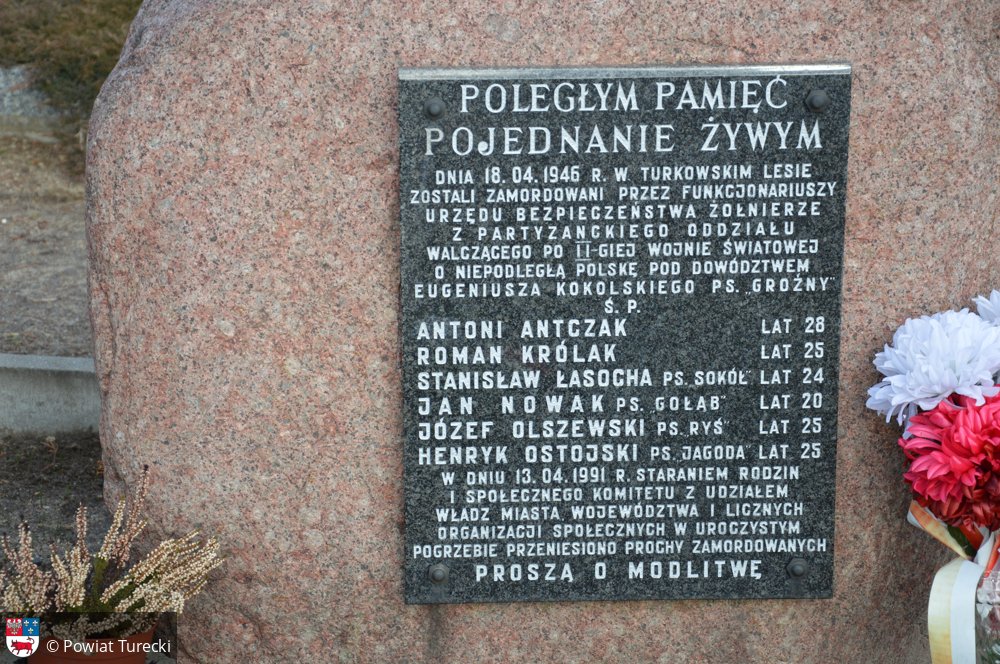 POLEGŁYM PAMIĘĆ
POJEDNANIE ŻYWYM
DNIA 18.04.1946 R. W TURKOWSKIM LESIE
ZOSTALI ZAMORDOWANI PRZEZ FUNKCJONARIUSZY
URZĘDU BEZPIECZEŃSTWA ŻOŁNIERZE
Z PARTYZANCKIEGO ODDZIAŁU
WALCZĄCEGO PO II-GIEJ WOJNIE ŚWIATOWEJ
O NIEPODLEGŁĄ POLSKĘ POD DOWÓDZTWEM
EUGENIUSZA KOKOLSKIEGO PS. „GROŹNY"
Ś. P.
ANTONI ANTCZAK LAT 28
ROMAN KRÓLAK LAT 25
STANISŁAW ŁASOCHA PS. „SOKÓŁ" LAT 24
JAN NOWAK PS. „GOŁĄB" LAT 20
JÓZEF OLSZEWSKI PS. „RYŚ" LAT 25
HENRYK OSTOJSKI PS. „JAGODA" LAT 25
W DNIU 13.04.1991 R. STARANIEM RODZIN
I SPOŁECZNEGO KOMITETU Z UDZIAŁEM
WŁADZ MIASTA WOJEWÓDZTWA I LICZNYCH
ORGANIZACJI SPOŁECZNYCH W UROCZYSTYM
POGRZEBIE PRZENIESIONO PROCHY ZAMORDOWANYCH
PROSZĄ O MODLITWĘ
© Powiat Turecki